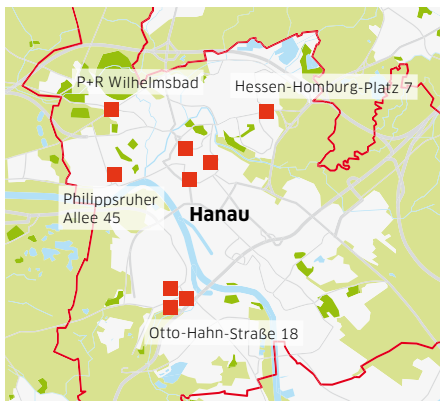 P+R Wilhelmsbad
Hessen-Homburg-Platz 7
Philippsruher
Allee 45
Hanau
Otto-Hahn-Straße 18